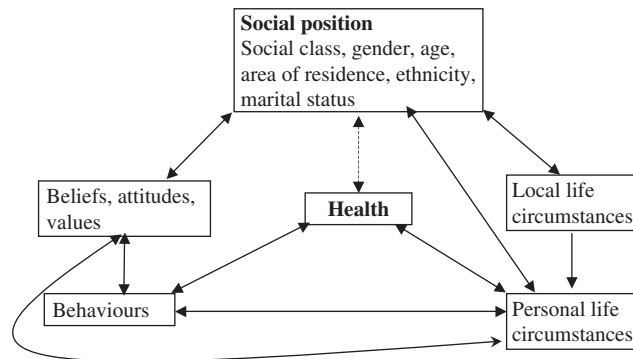 Social position
Social class, gender, age,
area of residence, ethnicity,
marital status
Beliefs, attitudes,
values
Health
Local life
circumstances
Behaviours
Personal life
circumstances